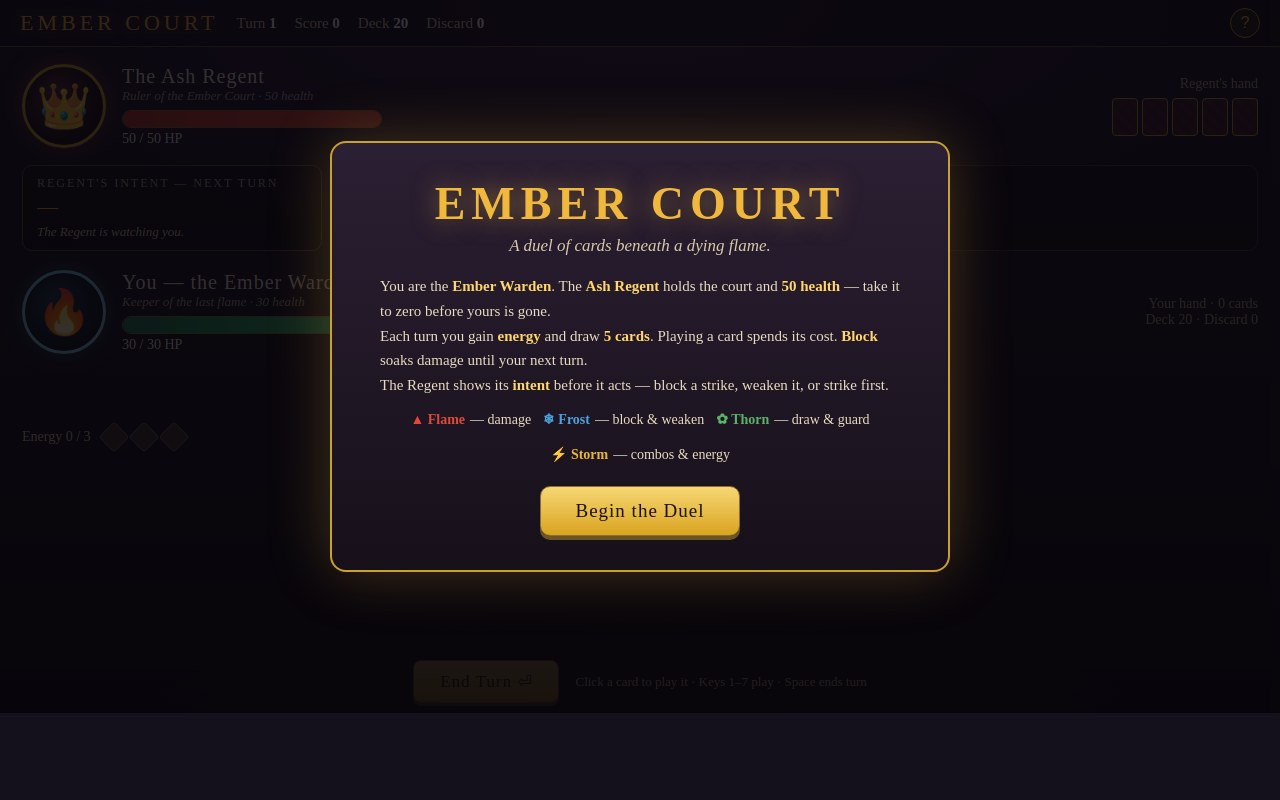 EMBER COURT Turn 1 Score 0 Deck 20 Discard 0 ?
The Ash Regent
Ruler of the Ember Court · 50 health
50 / 50 HP
Regent's hand
REGENT'S INTENT — NEXT TURN
—
The Regent is watching you.
You — the Ember Ward
Keeper of the last flame · 30 health
30 / 30 HP
Your hand · 0 cards
Deck 20 · Discard 0
Energy 0 / 3
EMBER COURT
A duel of cards beneath a dying flame.
You are the Ember Warden. The Ash Regent holds the court and 50 health — take it
to zero before yours is gone.
Each turn you gain energy and draw 5 cards. Playing a card spends its cost. Block
soaks damage until your next turn.
The Regent shows its intent before it acts — block a strike, weaken it, or strike first.
▲ Flame — damage ❄ Frost — block & weaken ✿ Thorn — draw & guard
⚡ Storm — combos & energy
Begin the Duel
End Turn ⏎
Click a card to play it · Keys 1–7 play · Space ends turn